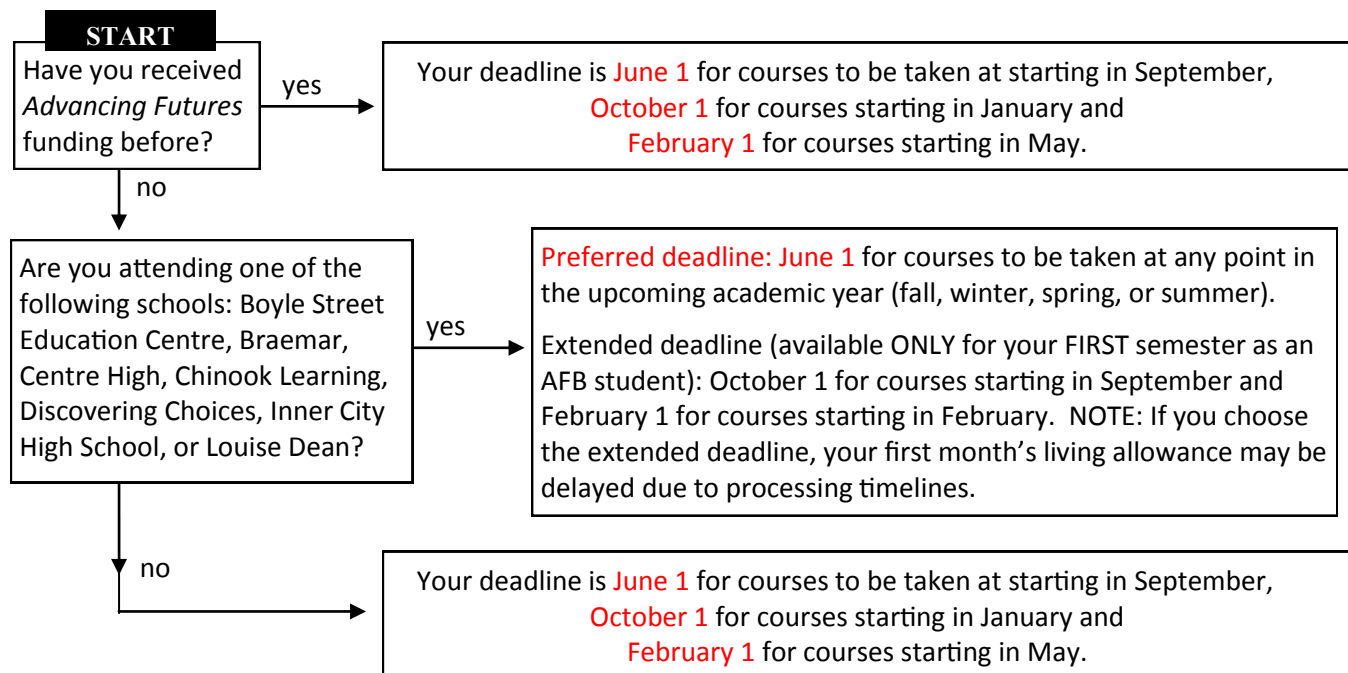 START
Have you received
Advancing Futures
funding before?
yes
Your deadline is June 1 for courses to be taken at starting in September,
October 1 for courses starting in January and
February 1 for courses starting in May.
no
Are you attending one of the
following schools: Boyle Street
Education Centre, Braemar,
Centre High, Chinook Learning,
Discovering Choices, Inner City
High School, or Louise Dean?
yes
Preferred deadline: June 1 for courses to be taken at any point in
the upcoming academic year (fall, winter, spring, or summer).
Extended deadline (available ONLY for your FIRST semester as an
AFB student): October 1 for courses starting in September and
February 1 for courses starting in February.  NOTE: If you choose
the extended deadline, your first month’s living allowance may be
delayed due to processing timelines.
no
Your deadline is June 1 for courses to be taken at starting in September,
October 1 for courses starting in January and
February 1 for courses starting in May.